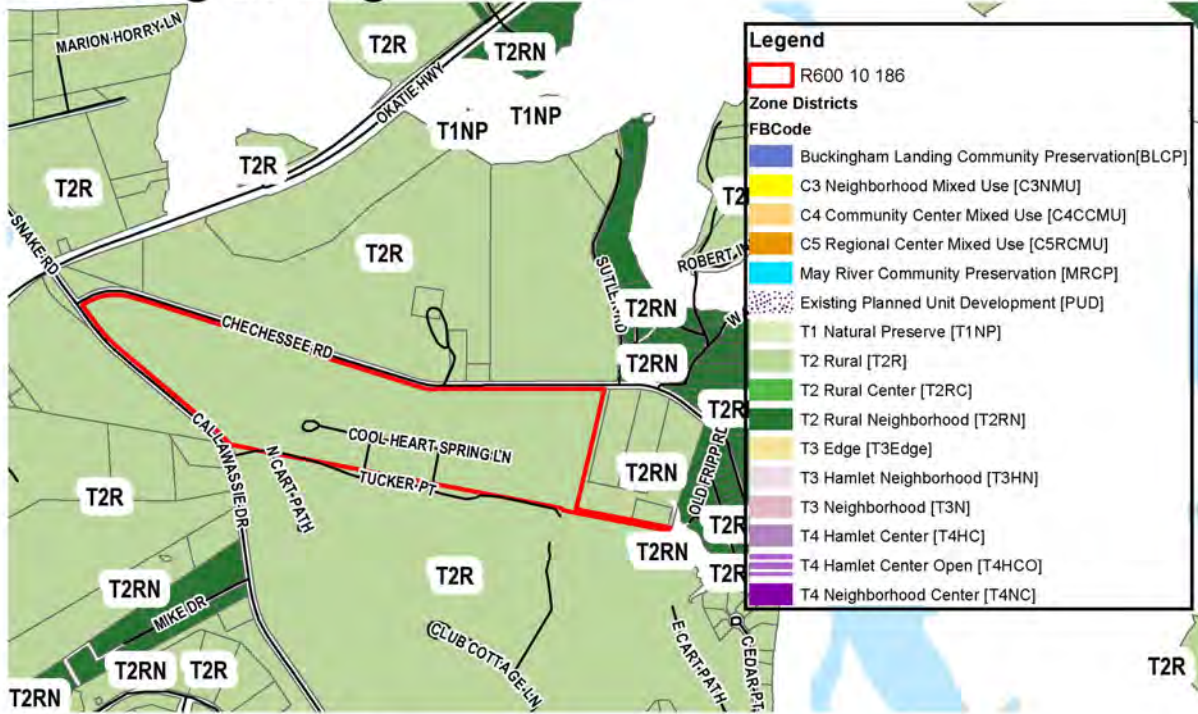 MARION HORRY LN
T2R
T2RN
OKATIE HWY
T1NP
T1NP
T2R
T2R
SNAKE RD
T2R
ROBERT
T2RN
CHECHESSEE RD
T2RN
COOL HEART SPRING LN
CALLAWASSIE DR
N CART PATH
TUCKER PT
T2RN
OLD FRIPP RD
T2R
T2RN
T2R
T2RN
MIKE DR
CLUB COTTAGE LN
E CART PATH
CEDAR PT
T2RN
T2R
T2RN
T2R
Legend
R600 10 186
Zone Districts
FBCode
Buckingham Landing Community Preservation[BLCP]
C3 Neighborhood Mixed Use [C3NMU]
C4 Community Center Mixed Use [C4CCMU]
C5 Regional Center Mixed Use [C5RCMU]
May River Community Preservation [MRCP]
Existing Planned Unit Development [PUD]
T1 Natural Preserve [T1NP]
T2 Rural [T2R]
T2 Rural Center [T2RC]
T2 Rural Neighborhood [T2RN]
T3 Edge [T3Edge]
T3 Hamlet Neighborhood [T3HN]
T3 Neighborhood [T3N]
T4 Hamlet Center [T4HC]
T4 Hamlet Center Open [T4HCO]
T4 Neighborhood Center [T4NC]